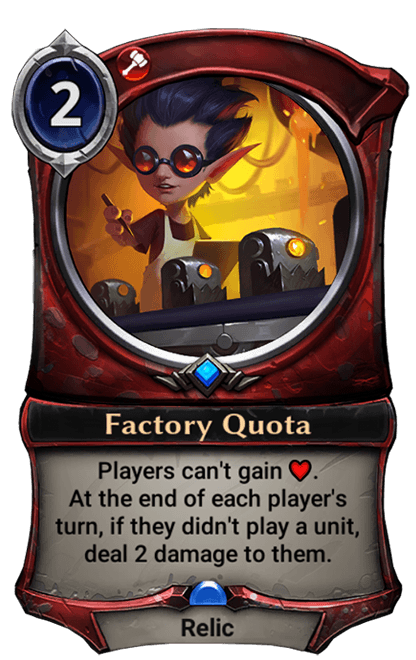 2
Factory Quota
Players can't gain ❤.
At the end of each player's
turn, if they didn't play a unit,
deal 2 damage to them.
Relic